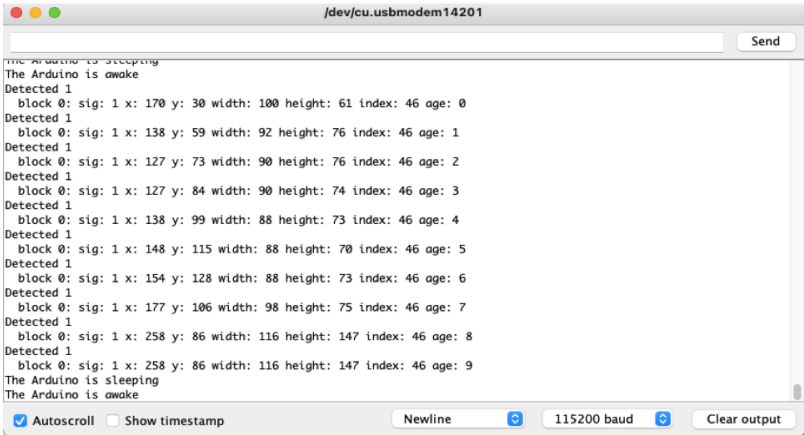 /dev/cu.usbmodem14201
Send
The Arduino is sleeping
The Arduino is awake
Detected 1
block 0: sig: 1 x: 170 y: 30 width: 100 height: 61 index: 46 age: 0
Detected 1
block 0: sig: 1 x: 138 y: 59 width: 92 height: 76 index: 46 age: 1
Detected 1
block 0: sig: 1 x: 127 y: 73 width: 90 height: 76 index: 46 age: 2
Detected 1
block 0: sig: 1 x: 127 y: 84 width: 90 height: 74 index: 46 age: 3
Detected 1
block 0: sig: 1 x: 138 y: 99 width: 88 height: 73 index: 46 age: 4
Detected 1
block 0: sig: 1 x: 148 y: 115 width: 88 height: 70 index: 46 age: 5
Detected 1
block 0: sig: 1 x: 154 y: 128 width: 88 height: 73 index: 46 age: 6
Detected 1
block 0: sig: 1 x: 177 y: 106 width: 98 height: 75 index: 46 age: 7
Detected 1
block 0: sig: 1 x: 258 y: 86 width: 116 height: 147 index: 46 age: 8
Detected 1
block 0: sig: 1 x: 258 y: 86 width: 116 height: 147 index: 46 age: 9
The Arduino is sleeping
The Arduino is awake
Autoscroll Show timestamp Newline 115200 baud Clear output